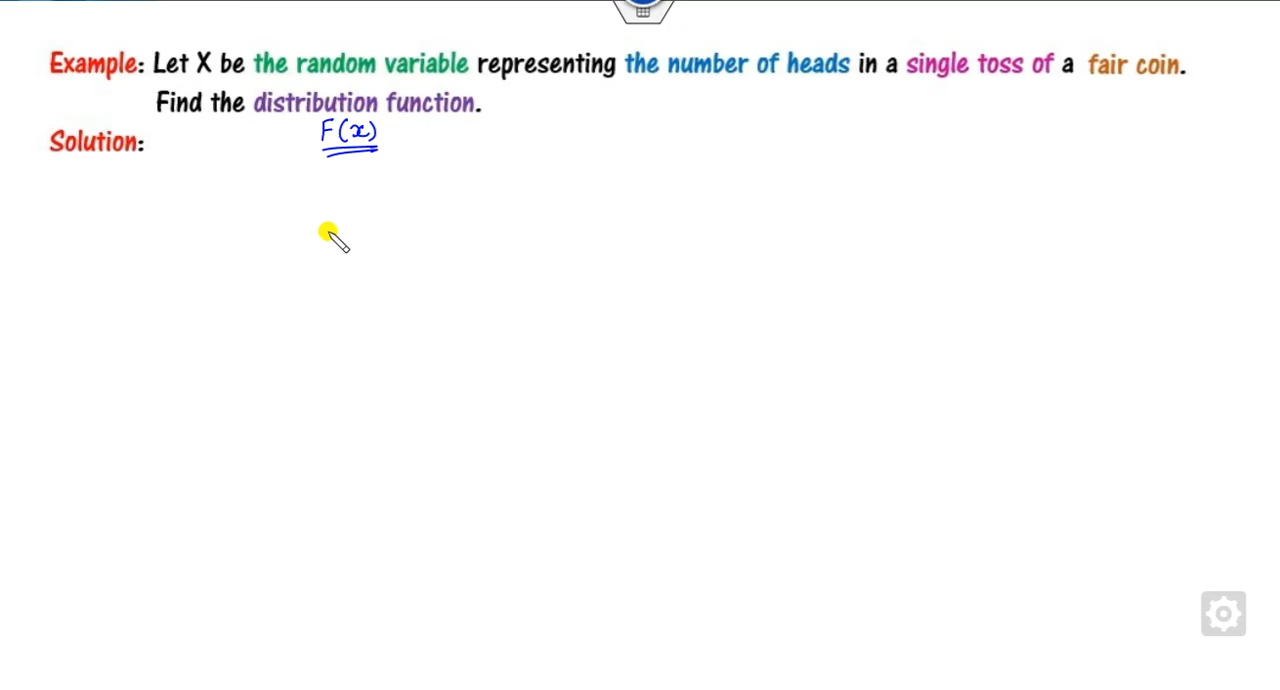 Example: Let X be the random variable representing the number of heads in a single toss of a fair coin.
Find the distribution function.
F(x)
Solution: